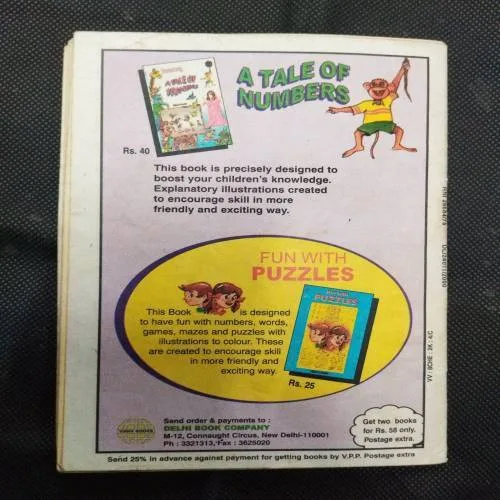 A TALE OF
NUMBERS
A TALE OF
Rs. 40
This book is precisely designed to
boost your children's knowledge.
Explanatory illustrations created
to encourage skill in more
friendly and exciting way.
FUN WITH
PUZZLES
This Book is designed
to have fun with numbers, words,
games, mazes and puzzles with
illustrations to colour. These
are created to encourage skill
in more friendly and
exciting way.
PUZZLES
Rs. 25
Send order & payments to :
DELHI BOOK COMPANY
M-12, Connaught Circus, New Delhi-110001
Ph : 3321313, Fax : 3625020
Get two books
for Rs. 58 only.
Postage extra.
Send 25% in advance against payment for getting books by V.P.P. Postage extra